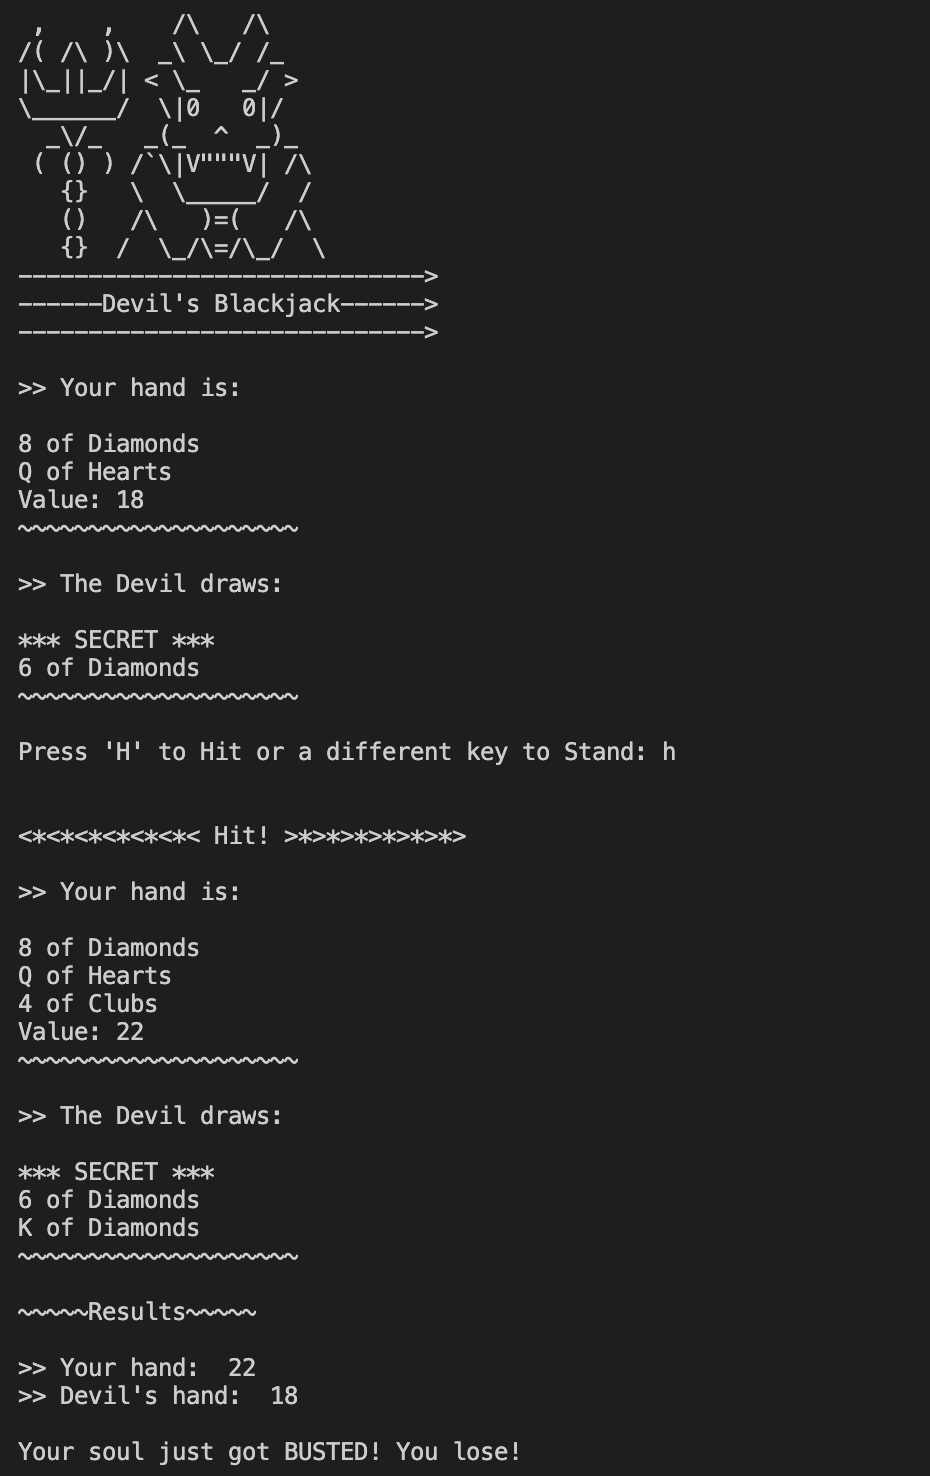 ,    ,    /\   /\
/( /\ )\  _\ \_/ /_
|\_||_/| < \_   _/ >
\______/  \|0   0|/
  _\/_   _(_  ^  _)_
 ( () ) /`\|V"""V| /\
   {}   \  \_____/  /
   ()   /\   )=(   /\
   {}  /  \_/\=/\_/  \
----------------------------->
------Devil's Blackjack------>
----------------------------->
>> Your hand is:
8 of Diamonds
Q of Hearts
Value: 18
~~~~~~~~~~~~~~~~~~~~
>> The Devil draws:
*** SECRET ***
6 of Diamonds
~~~~~~~~~~~~~~~~~~~~
Press 'H' to Hit or a different key to Stand: h
<*<*<*<*<*<*< Hit! >*>*>*>*>*>*>
>> Your hand is:
8 of Diamonds
Q of Hearts
4 of Clubs
Value: 22
~~~~~~~~~~~~~~~~~~~~
>> The Devil draws:
*** SECRET ***
6 of Diamonds
K of Diamonds
~~~~~~~~~~~~~~~~~~~~
~~~~~Results~~~~~
>> Your hand:  22
>> Devil's hand:  18
Your soul just got BUSTED! You lose!